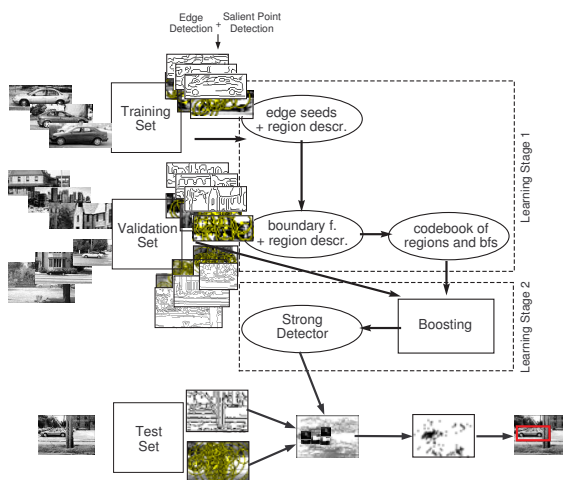 Edge
Detection
+
Salient Point
Detection
Training
Set
edge seeds
+ region descr.
Learning Stage 1
Validation
Set
boundary f.
+ region descr.
codebook of
regions and bfs
Strong
Detector
Boosting
Learning Stage 2
Test
Set